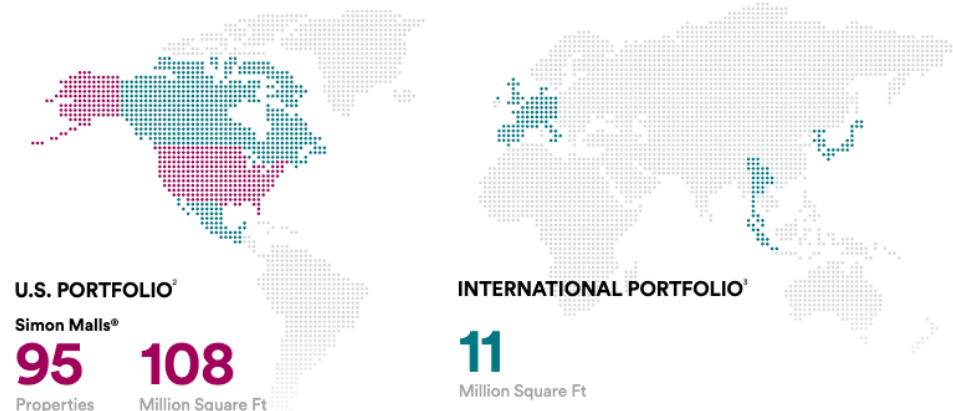 U.S. PORTFOLIO²
Simon Malls®
95 108
Properties Million Square Ft
INTERNATIONAL PORTFOLIO³
11
Million Square Ft